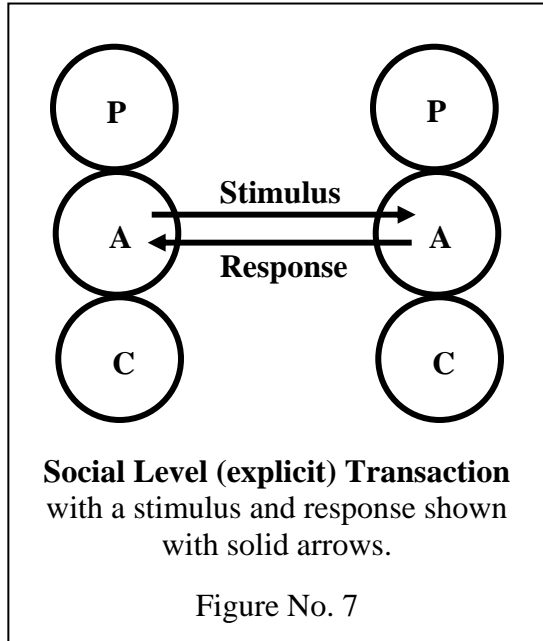 P P
Stimulus
A A
Response
C C
Social Level (explicit) Transaction
with a stimulus and response shown
with solid arrows.
Figure No. 7